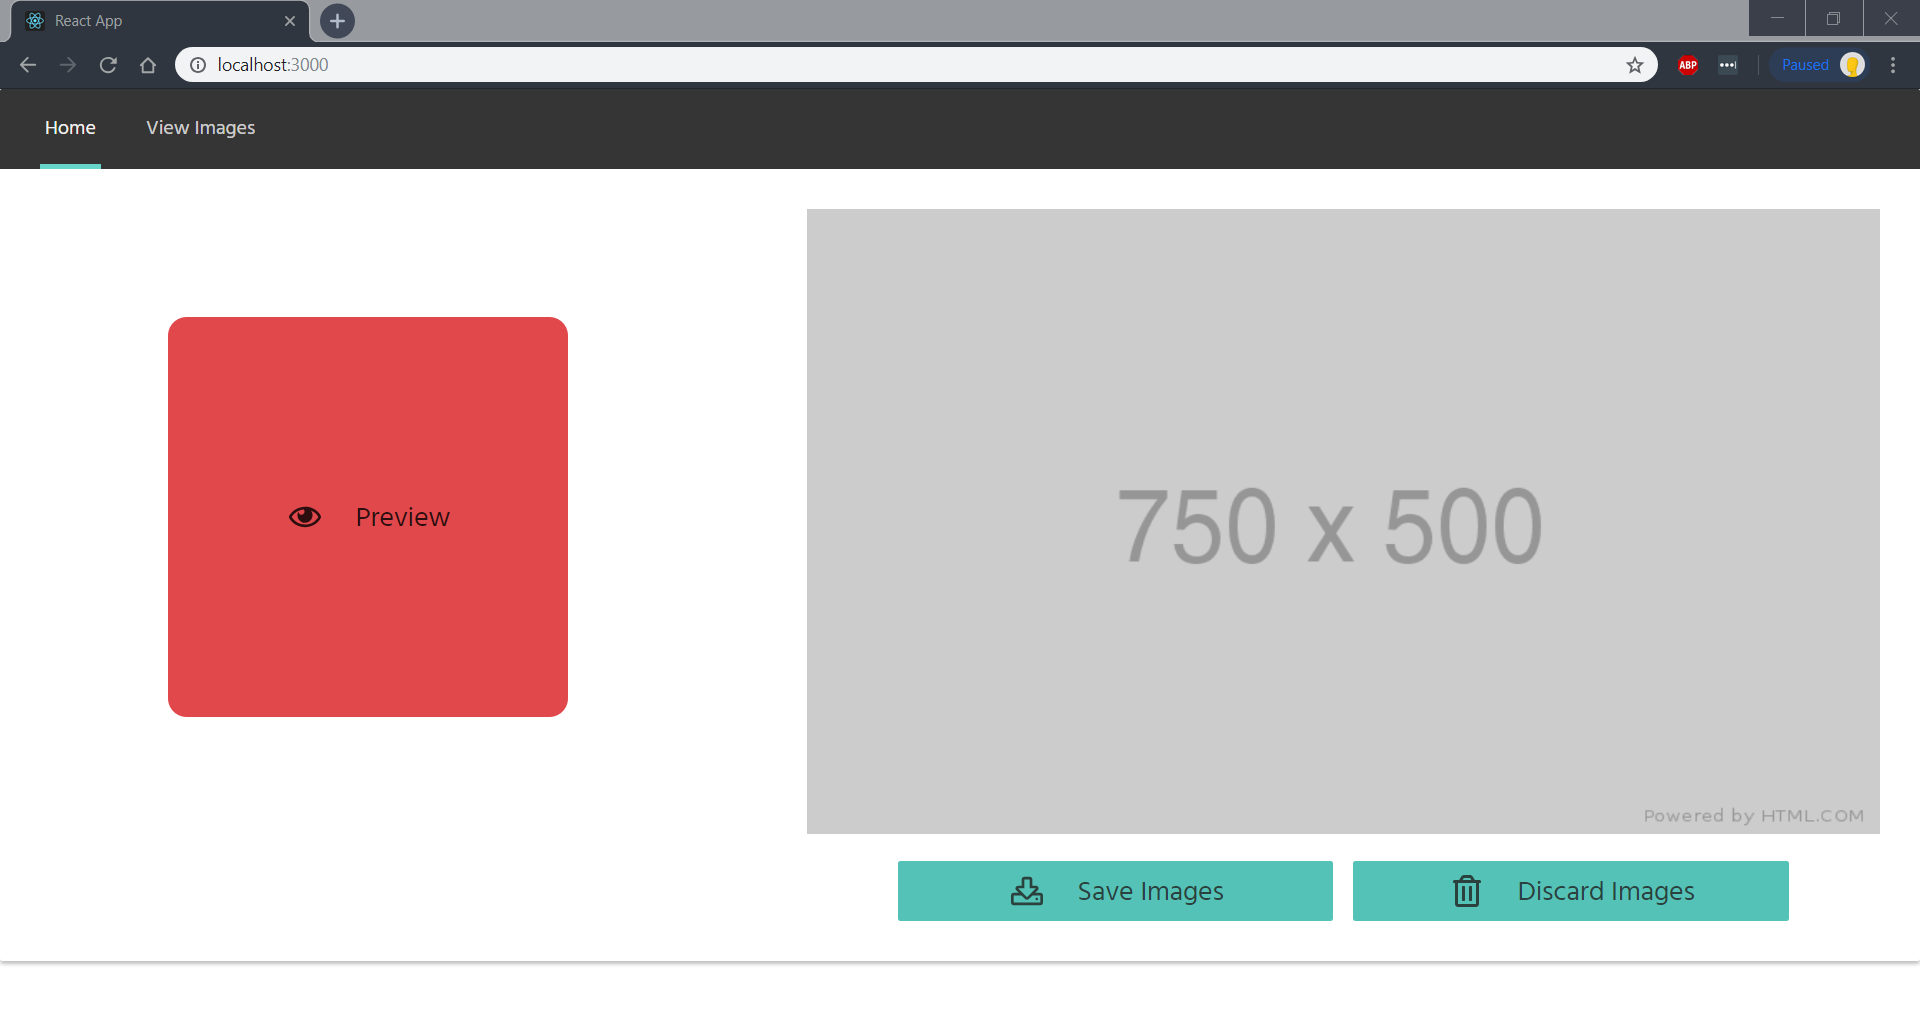 React App
localhost:3000
ABP
Paused
Home
View Images
Preview
750 x 500
Powered by HTML.COM
Save Images
Discard Images